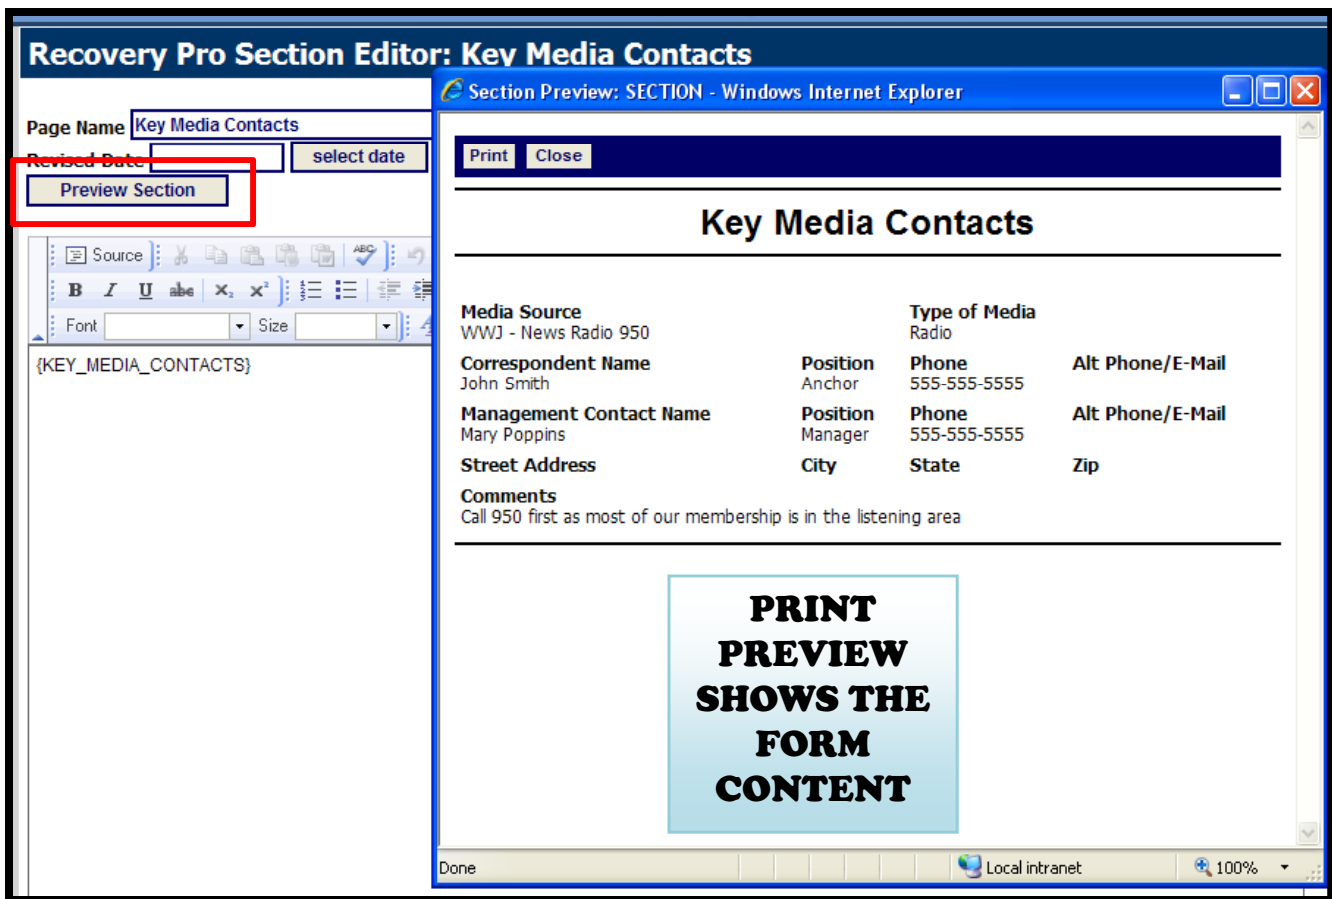 Recovery Pro Section Editor: Key Media Contacts
Page Name Key Media Contacts
Revised Date select date
Preview Section
Source ABC
B I U abc x₂ x²
Font Size
{KEY_MEDIA_CONTACTS}
Section Preview: SECTION - Windows Internet Explorer
Print Close
Key Media Contacts
Media Source Type of Media
WWJ - News Radio 950 Radio
Correspondent Name Position Phone Alt Phone/E-Mail
John Smith Anchor 555-555-5555
Management Contact Name Position Phone Alt Phone/E-Mail
Mary Poppins Manager 555-555-5555
Street Address City State Zip
Comments
Call 950 first as most of our membership is in the listening area
PRINT
PREVIEW
SHOWS THE
FORM
CONTENT
Done Local intranet 100%